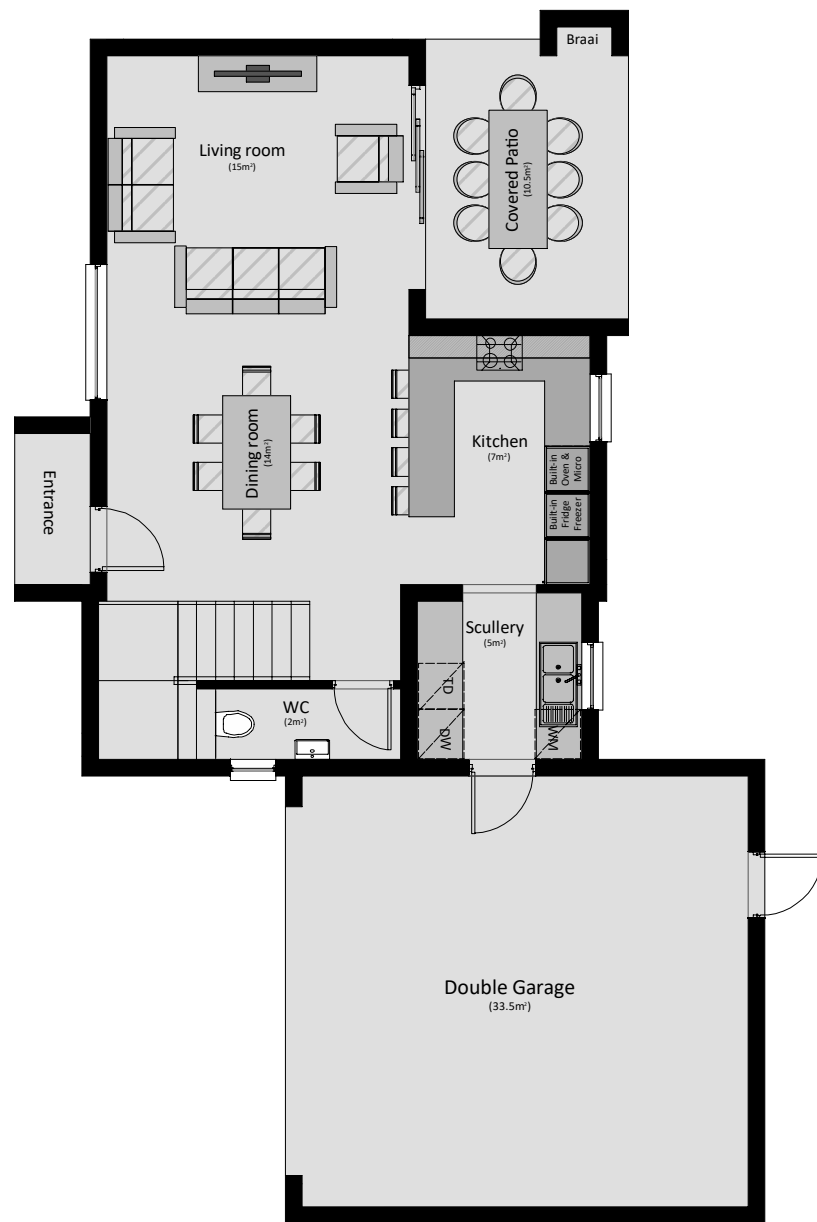 Braai
Living room
(15m²)
Covered Patio
(10.5m²)
Kitchen
(7m²)
Dining room
(14m²)
Built-in
Oven &
Micro
Built-in
Fridge
Freezer
Entrance
Scullery
(5m²)
TD
DW
WM
WC
(2m²)
Double Garage
(33.5m²)